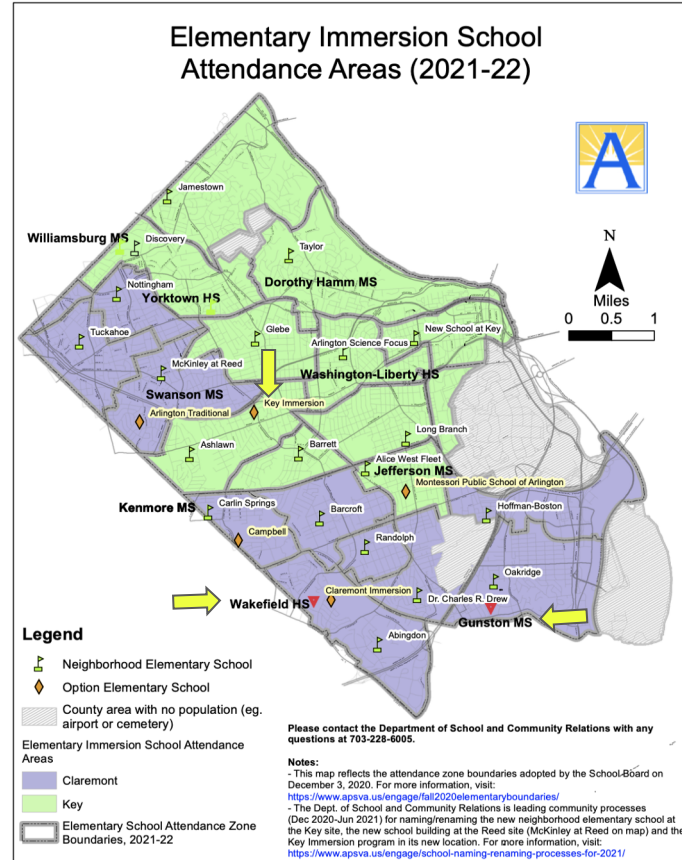 Elementary Immersion School
Attendance Areas (2021-22)
A
Jamestown
Williamsburg MS
Discovery
Taylor
N
Dorothy Hamm MS
Nottingham
Yorktown HS
Miles
0 0.5 1
Tuckahoe
Glebe
New School at Key
Arlington Science Focus
McKinley at Reed
Washington-Liberty HS
Swanson MS
Key Immersion
Arlington Traditional
Long Branch
Ashlawn
Barrett
Alice West Fleet
Jefferson MS
Montessori Public School of Arlington
Kenmore MS
Carlin Springs
Barcroft
Hoffman-Boston
Campbell
Randolph
Oakridge
Claremont Immersion
Wakefield HS
Dr. Charles R. Drew
Gunston MS
Abingdon
Legend
Neighborhood Elementary School
Option Elementary School
County area with no population (eg.
airport or cemetery)
Elementary Immersion School Attendance
Areas
Claremont
Key
Elementary School Attendance Zone
Boundaries, 2021-22
Please contact the Department of School and Community Relations with any
questions at 703-228-6005.
Notes:
- This map reflects the attendance zone boundaries adopted by the School Board on
December 3, 2020. For more information, visit:
https://www.apsva.us/engage/fall2020elementaryboundaries/
- The Dept. of School and Community Relations is leading community processes
(Dec 2020-Jun 2021) for naming/renaming the new neighborhood elementary school at
the Key site, the new school building at the Reed site (McKinley at Reed on map) and the
Key Immersion program in its new location. For more information, visit:
https://www.apsva.us/engage/school-naming-renaming-processes-for-2021/